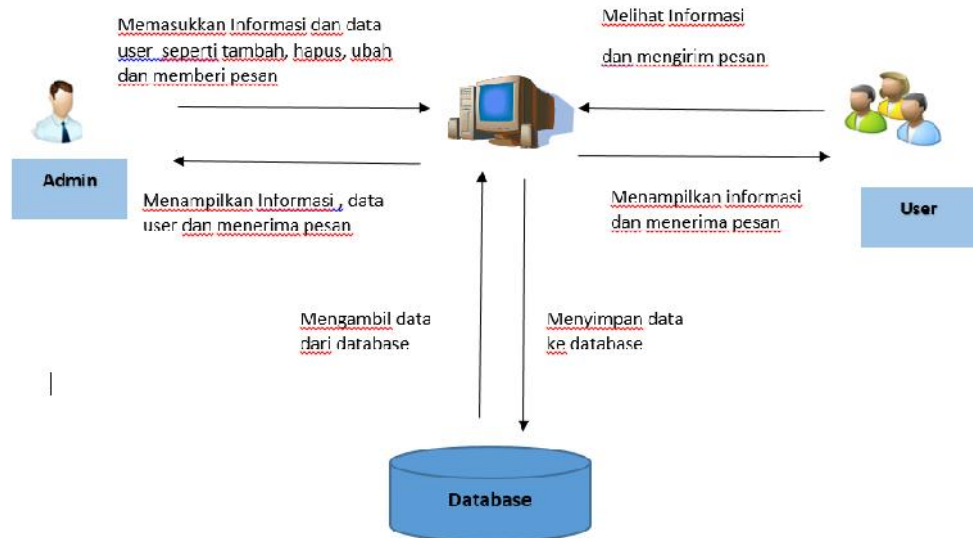 Memasukkan Informasi dan data
user seperti tambah, hapus, ubah
dan memberi pesan
Melihat Informasi
dan mengirim pesan
Admin
Menampilkan Informasi , data
user dan menerima pesan
Menampilkan informasi
dan menerima pesan
User
Mengambil data
dari database
Menyimpan data
ke database
Database